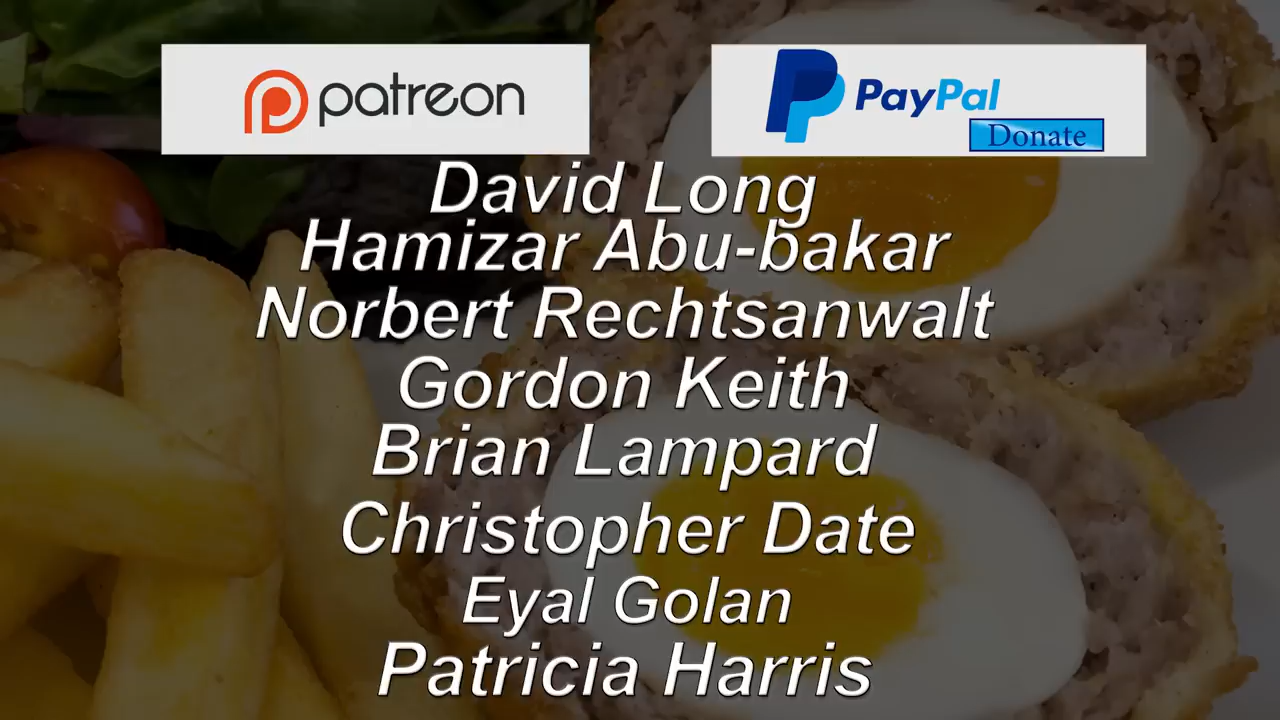 patreon
PayPal
Donate
David Long
Hamizar Abu-bakar
Norbert Rechtsanwalt
Gordon Keith
Brian Lampard
Christopher Date
Eyal Golan
Patricia Harris